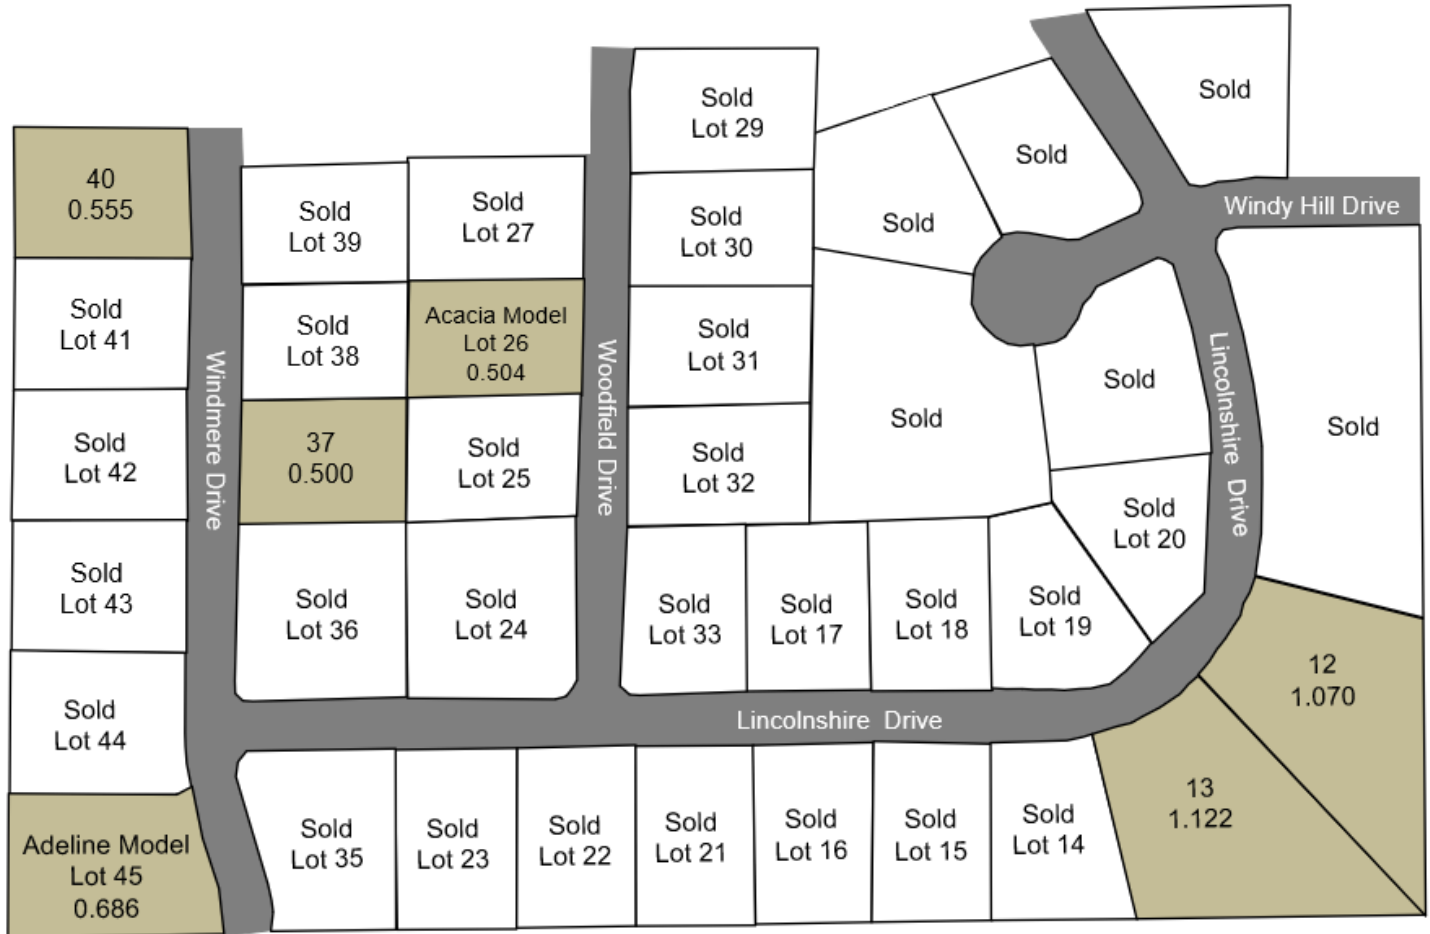 Sold
Windy Hill Drive
Sold
Sold
Sold
Sold
Sold
Lincolnshire Drive
Sold
Lot 29
Sold
Lot 30
Sold
Lot 31
Sold
Lot 32
40
0.555
Sold
Lot 39
Sold
Lot 27
Sold
Lot 41
Sold
Lot 38
Acacia Model
Lot 26
0.504
Windmere Drive
Woodfield Drive
Sold
Lot 42
37
0.500
Sold
Lot 25
Sold
Lot 20
Sold
Lot 43
Sold
Lot 36
Sold
Lot 24
Sold
Lot 33
Sold
Lot 17
Sold
Lot 18
Sold
Lot 19
12
1.070
Sold
Lot 44
Lincolnshire Drive
13
1.122
Adeline Model
Lot 45
0.686
Sold
Lot 35
Sold
Lot 23
Sold
Lot 22
Sold
Lot 21
Sold
Lot 16
Sold
Lot 15
Sold
Lot 14